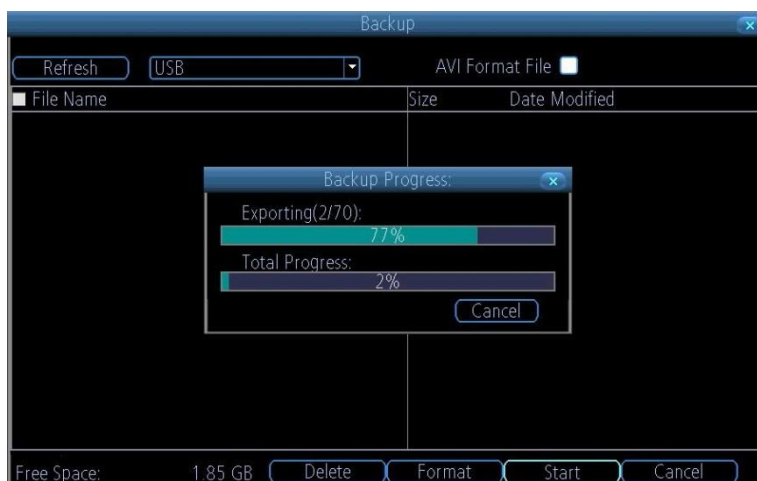 Backup
Refresh USB AVI Format File
File Name Size Date Modified
Backup Progress:
Exporting(2/70):
77%
Total Progress:
2%
Cancel
Free Space: 1.85 GB Delete Format Start Cancel